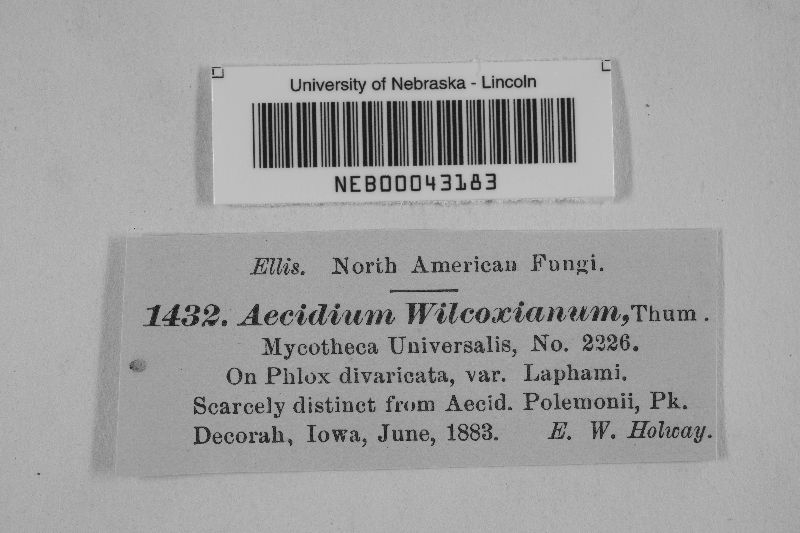 University of Nebraska - Lincoln
NEB00043183
Ellis. North American Fungi.
1432. Aecidium Wilcoxianum, Thum.
Mycotheca Universalis, No. 2226.
On Phlox divaricata, var. Laphami.
Scarcely distinct from Aecid. Polemonii, Pk.
Decorah, Iowa, June, 1883. E. W. Holway.